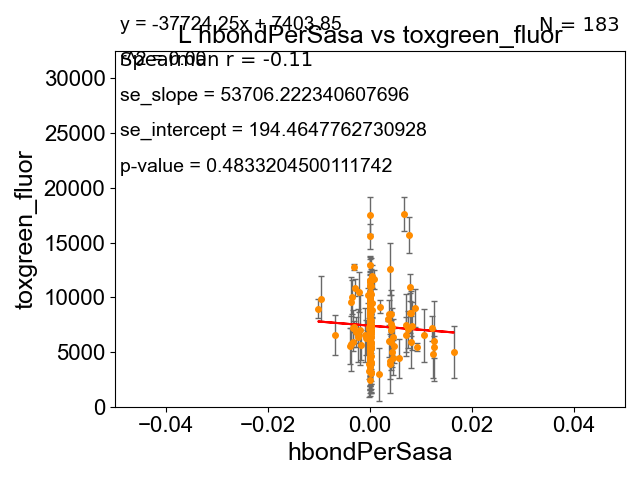 y = -37724.25x + 7403.85
N = 183
L hbondPerSasa vs toxgreen_fluor
Spearman r = -0.11
se_slope = 53706.222340607696
se_intercept = 194.4647762730928
p-value = 0.4833204500111742
toxgreen_fluor
30000
25000
20000
15000
10000
5000
0
−0.04
−0.02
0.00
0.02
0.04
hbondPerSasa